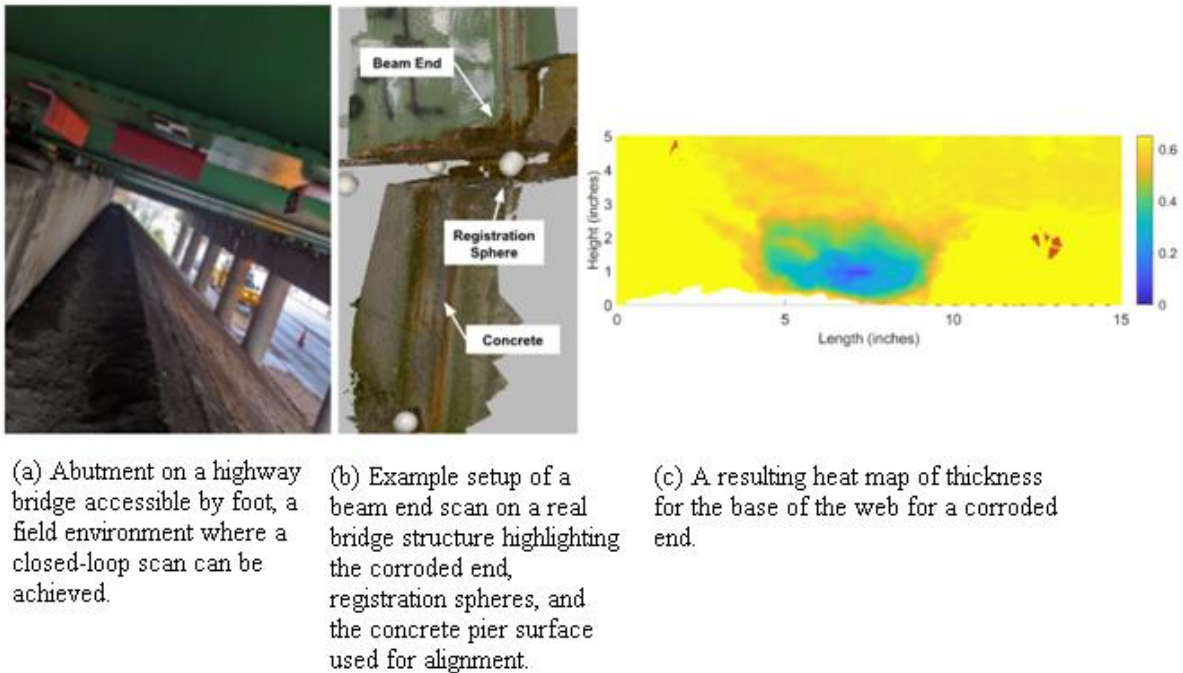 Beam End
Registration
Sphere
Concrete
5
4
3
2
1
0
Height (inches)
0
5
10
15
Length (inches)
0.6
0.4
0.2
0
(a) Abutment on a highway
bridge accessible by foot, a
field environment where a
closed-loop scan can be
achieved.
(b) Example setup of a
beam end scan on a real
bridge structure highlighting
the corroded end,
registration spheres, and
the concrete pier surface
used for alignment.
(c) A resulting heat map of thickness
for the base of the web for a corroded
end.